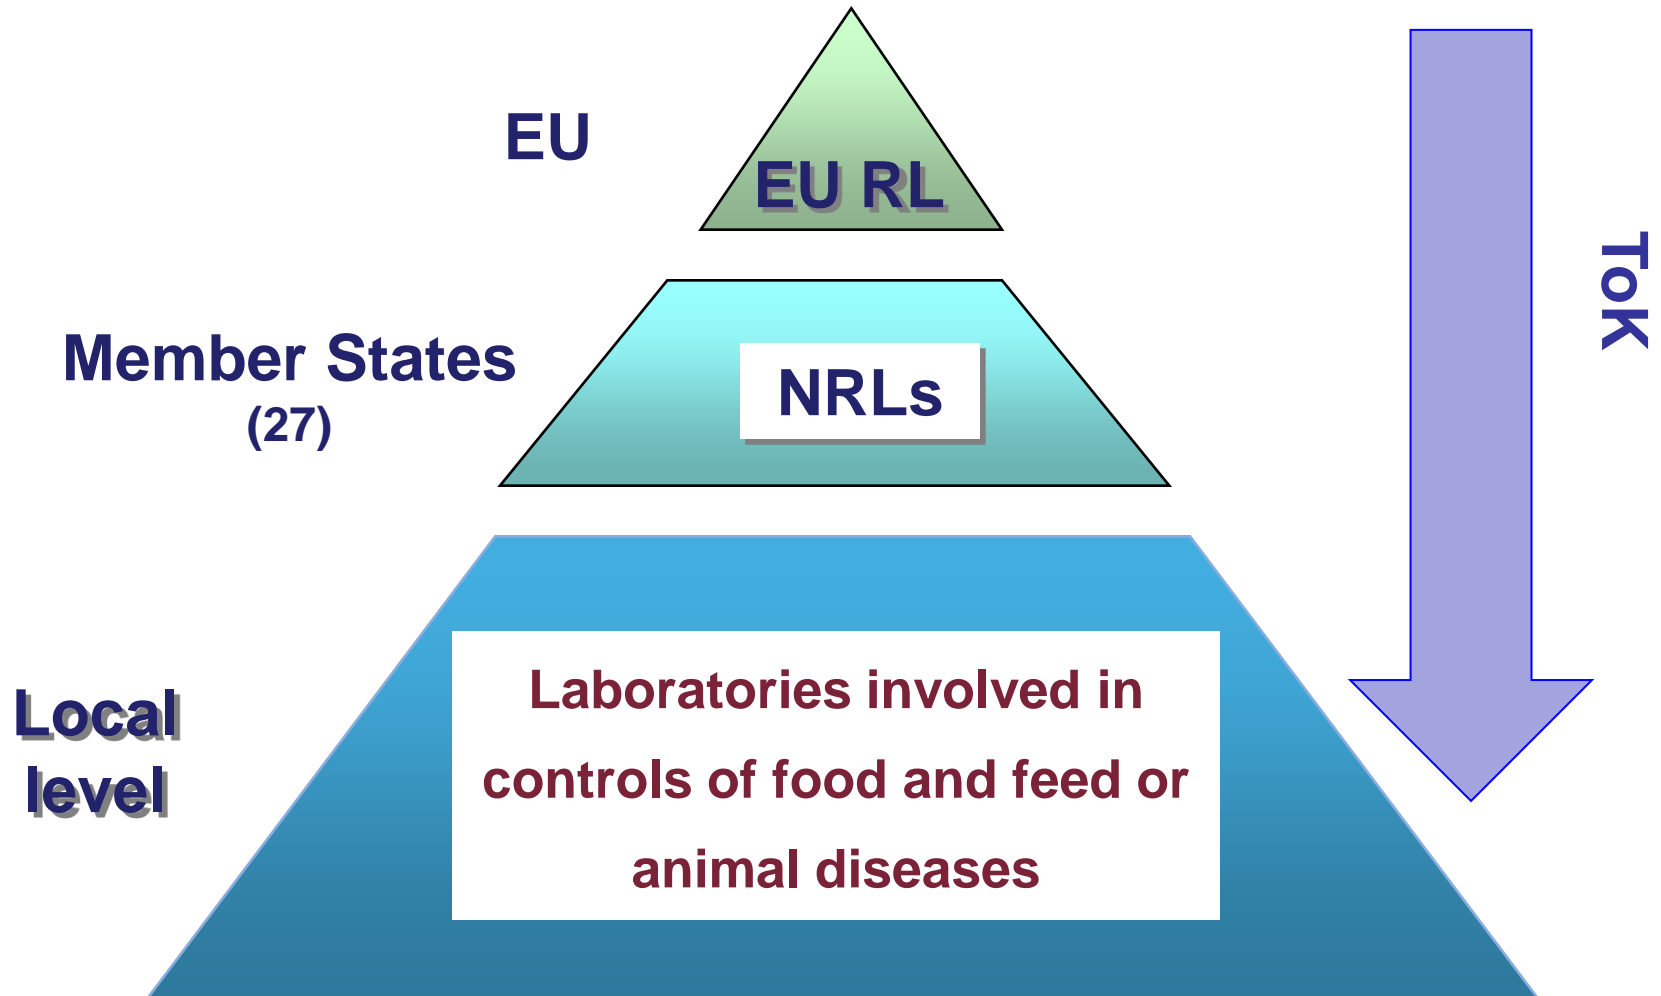 EU
EU RL
ToK
Member States
(27)
NRLs
Local
level
Laboratories involved in
controls of food and feed or
animal diseases